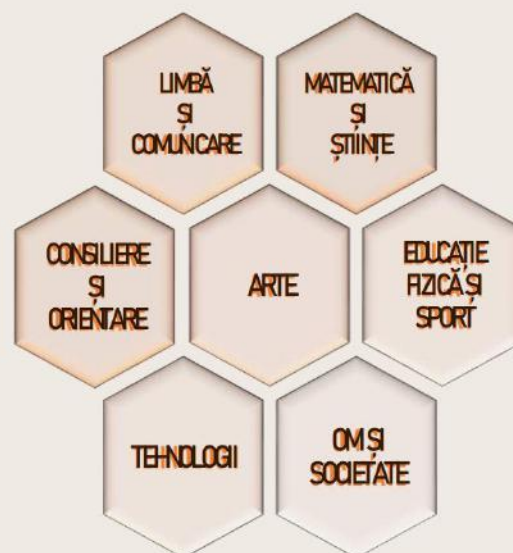 LIMBĂ
ȘI
COMUNICARE
MATEMATICĂ
ȘI
ȘTIINȚE
CONSILIERE
ȘI
ORIENTARE
ARTE
EDUCAȚIE
FIZICĂ ȘI
SPORT
TEHNOLOGII
OM ȘI
SOCIETATE